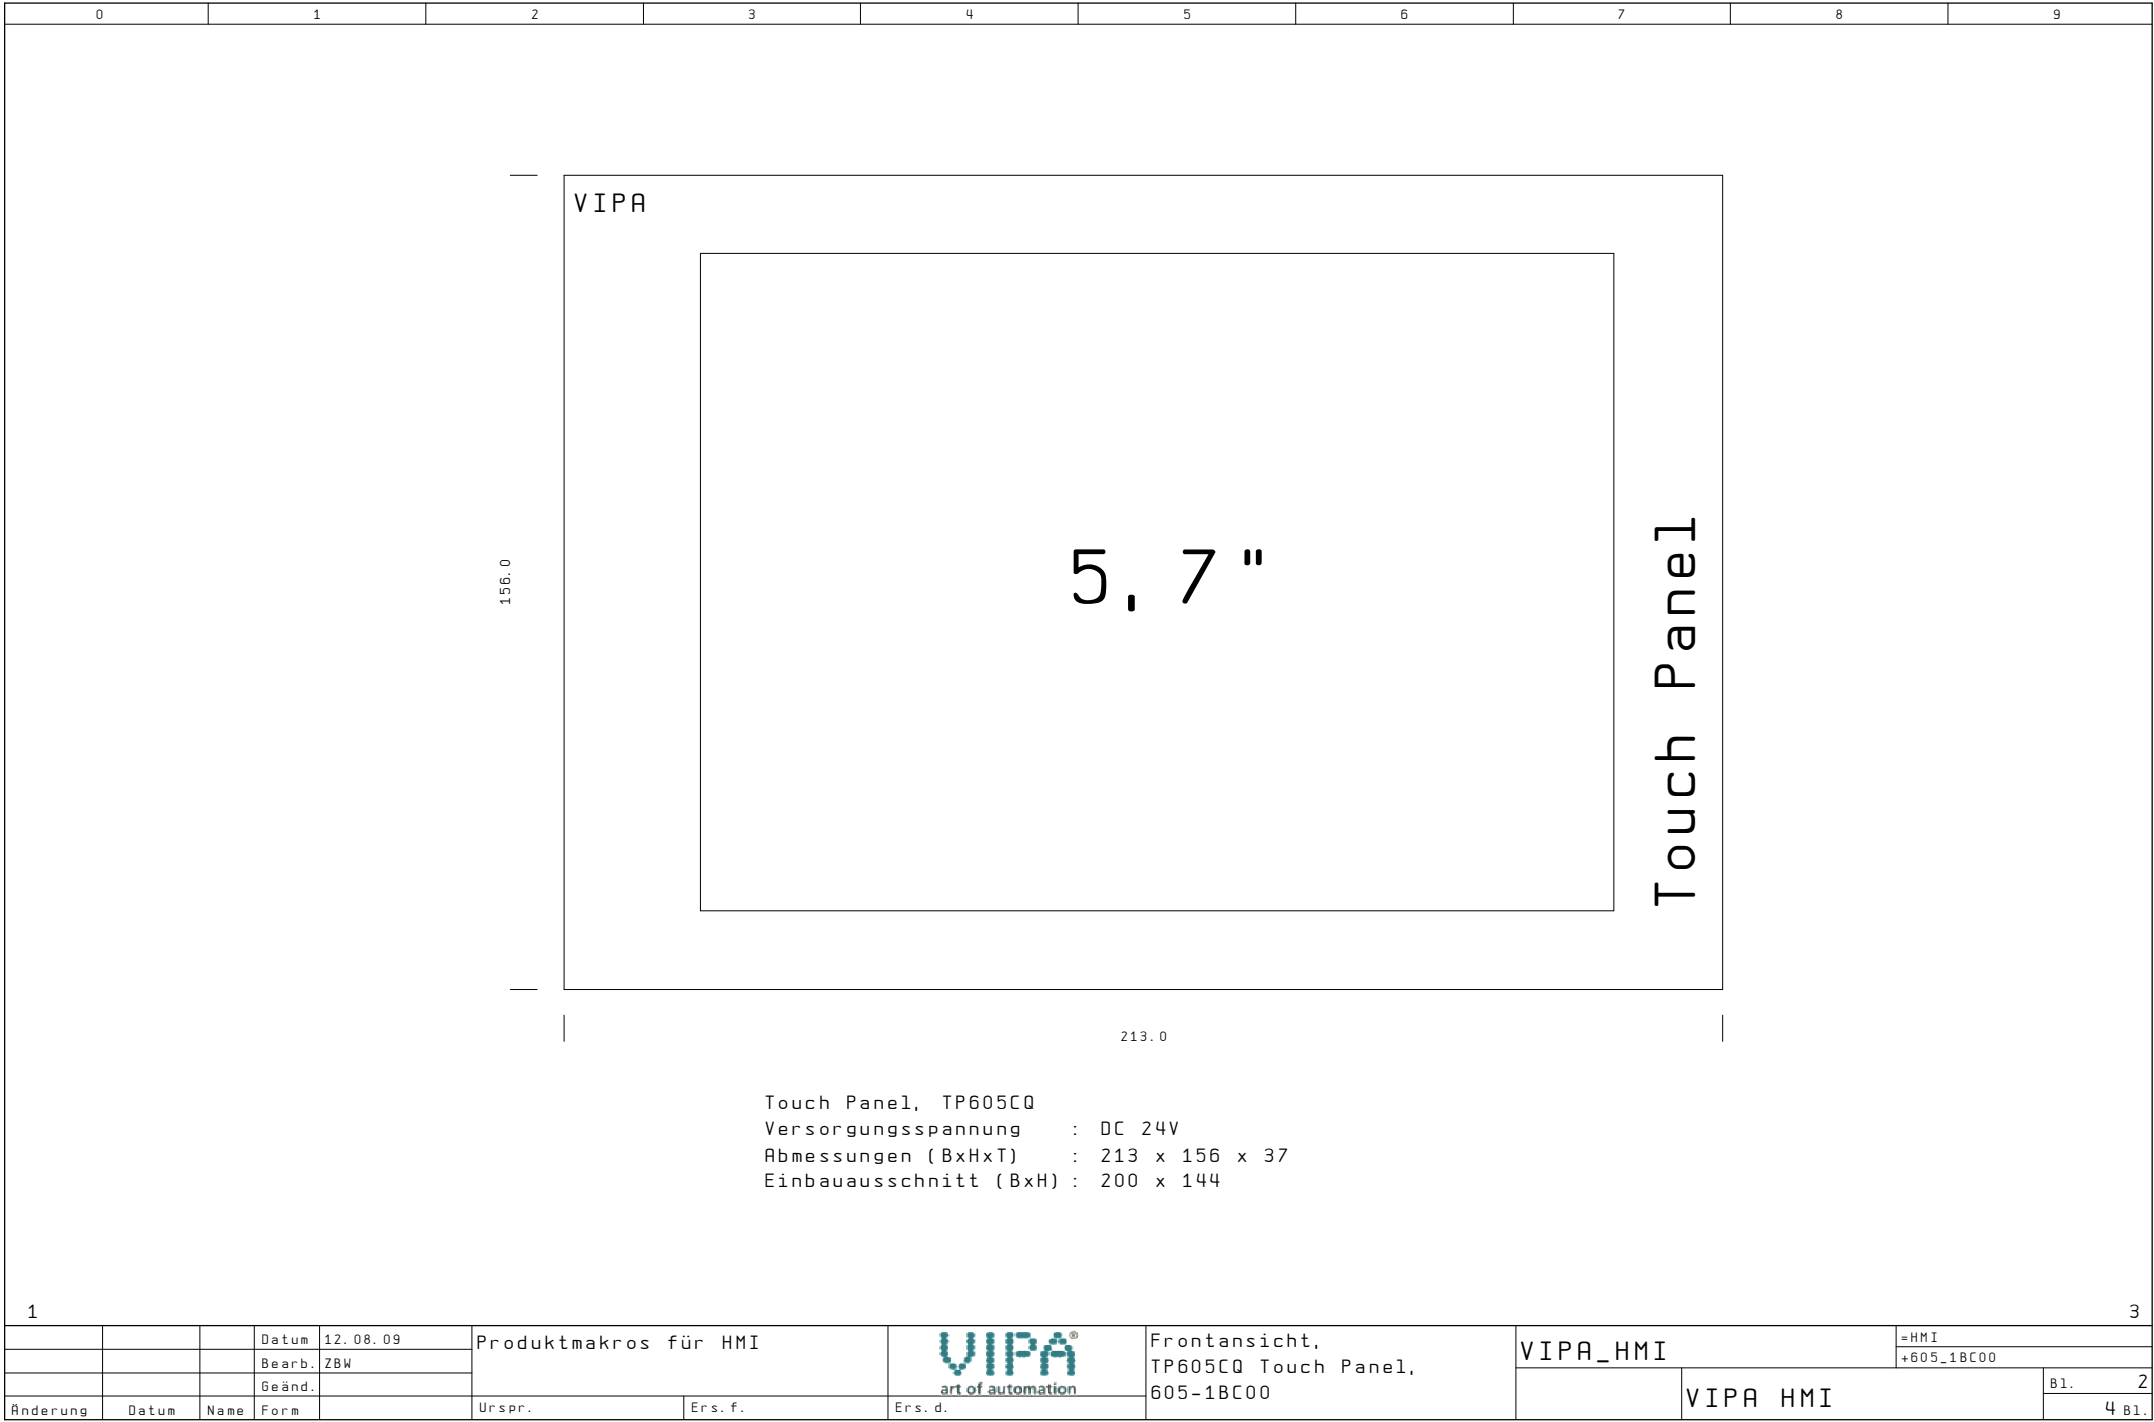 0 1 2 3 4 5 6 7 8 9
VIPA
5,7"
Touch Panel
156.0
213.0
Touch Panel, TP605CQ
Versorgungsspannung : DC 24V
Abmessungen (BxHxT) : 213 x 156 x 37
Einbauausschnitt (BxH) : 200 x 144
1
3
Datum 12.08.09
Bearb. ZBW
Geänd.
Änderung Datum Name Form
Produktmakros für HMI
Urspr. Ers.f. Ers.d.
VIPA®
art of automation
Frontansicht,
TP605CQ Touch Panel,
605-1BC00
VIPA_HMI
=HMI
+605_1BC00
VIPA HMI
Bl. 2
4 Bl.